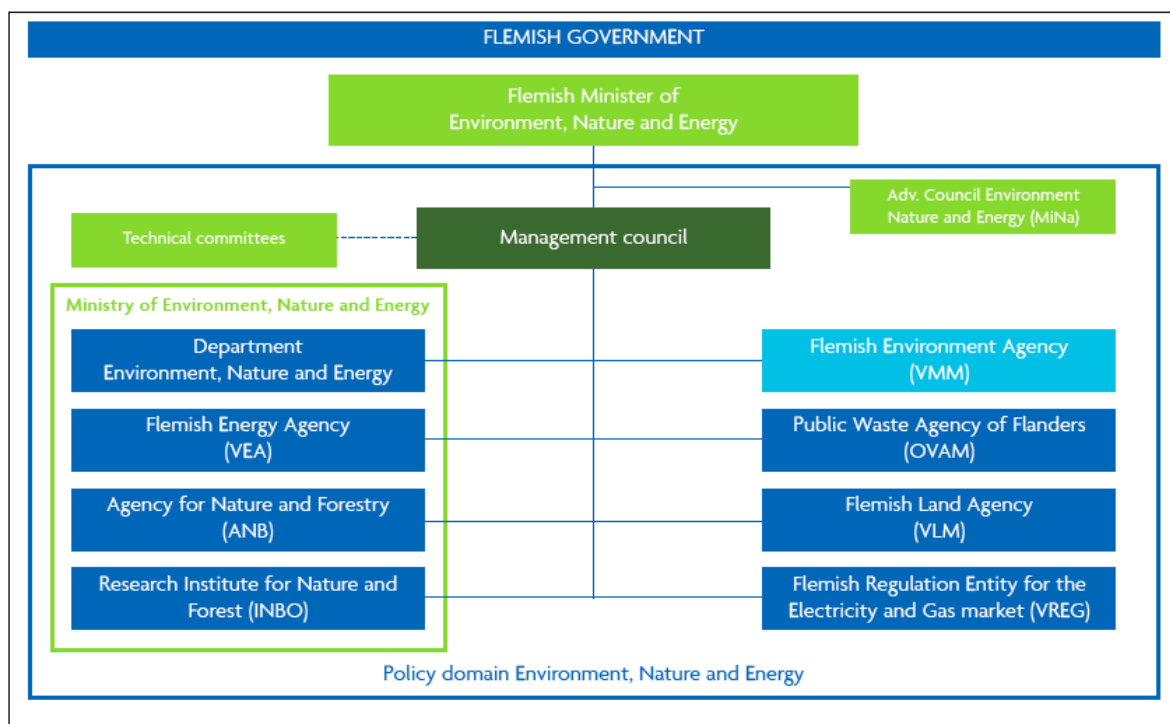 FLEMISH GOVERNMENT
Flemish Minister of
Environment, Nature and Energy
Adv. Council Environment
Nature and Energy (MiNa)
Technical committees
Management council
Ministry of Environment, Nature and Energy
Department
Environment, Nature and Energy
Flemish Environment Agency
(VMM)
Flemish Energy Agency
(VEA)
Public Waste Agency of Flanders
(OVAM)
Agency for Nature and Forestry
(ANB)
Flemish Land Agency
(VLM)
Research Institute for Nature and
Forest (INBO)
Flemish Regulation Entity for the
Electricity and Gas market (VREG)
Policy domain Environment, Nature and Energy